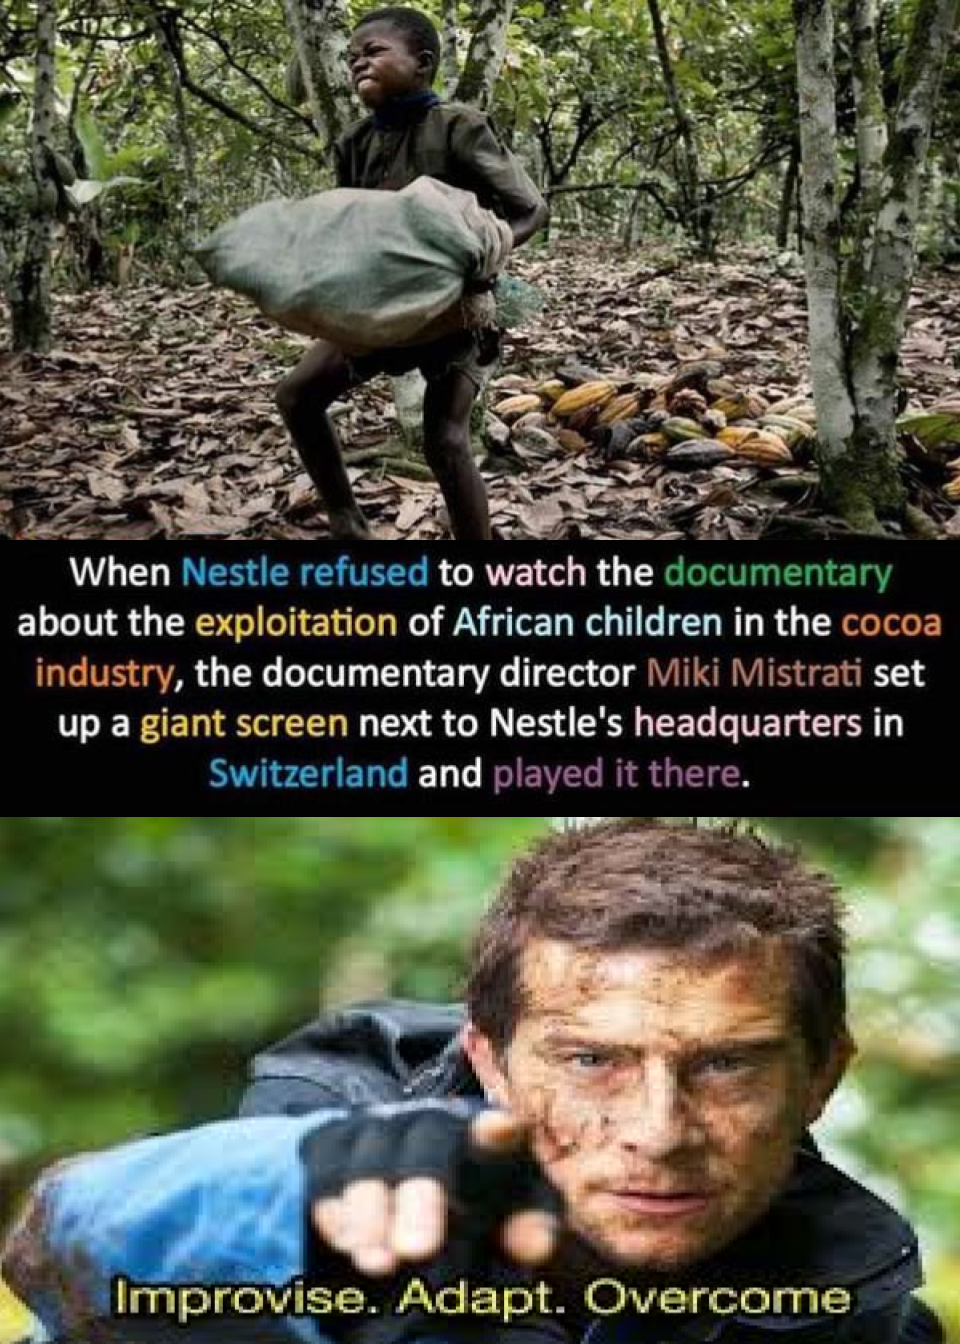 When Nestle refused to watch the documentary
about the exploitation of African children in the cocoa
industry, the documentary director Miki Mistrati set
up a giant screen next to Nestle's headquarters in
Switzerland and played it there.
Improvise. Adapt. Overcome